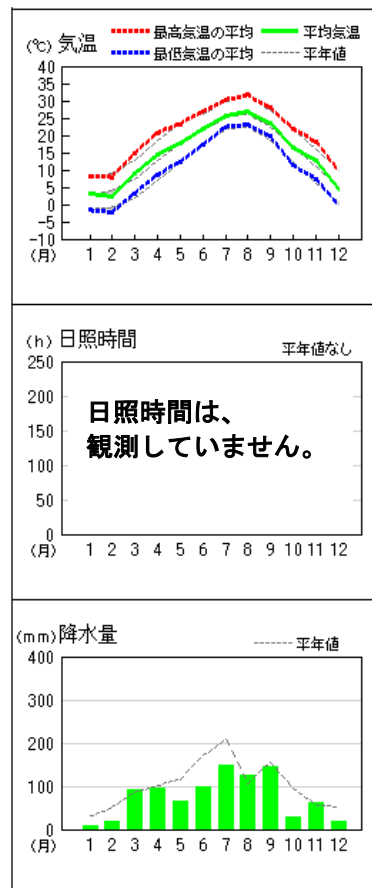 (℃) 気温
最高気温の平均 平均気温
最低気温の平均 平年値
40
35
30
25
20
15
10
5
0
-5
-10
1 2 3 4 5 6 7 8 9 10 11 12
(月)
(h) 日照時間
平年値なし
250
200
150
100
50
0
日照時間は、
観測していません。
1 2 3 4 5 6 7 8 9 10 11 12
(月)
(mm) 降水量
平年値
400
300
200
100
0
1 2 3 4 5 6 7 8 9 10 11 12
(月)